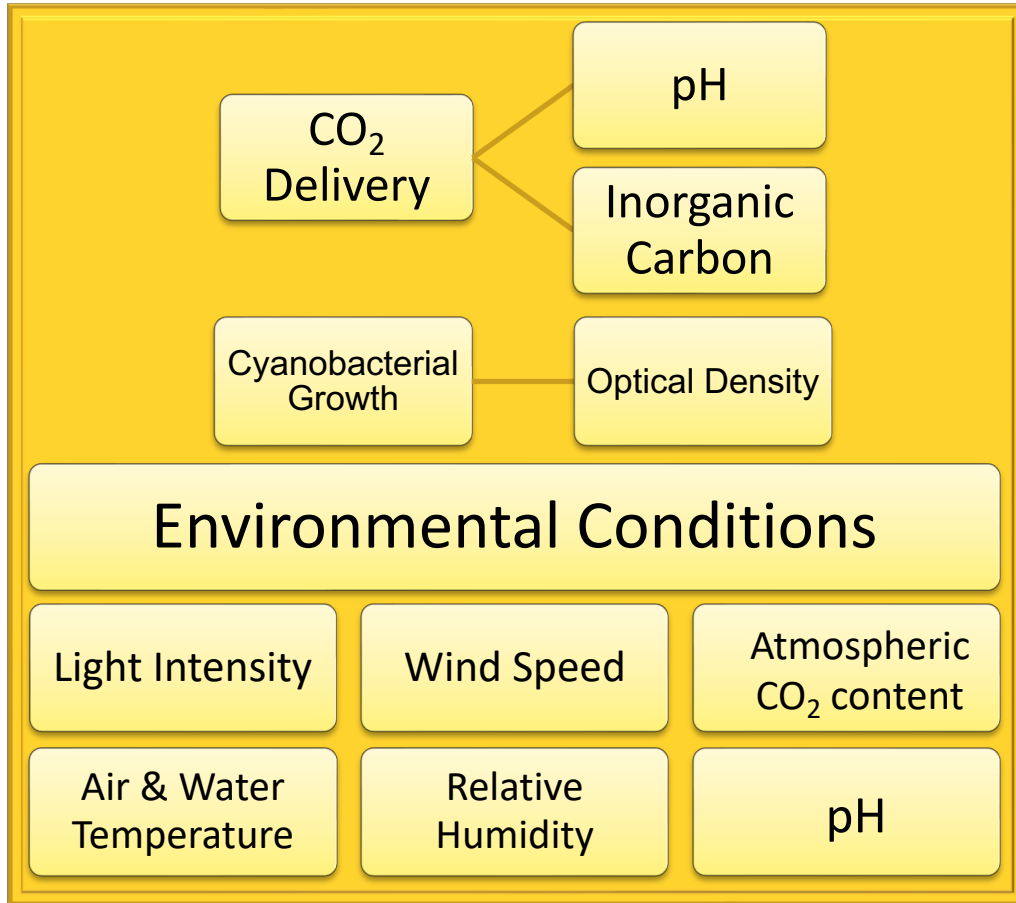 CO₂
Delivery
pH
Inorganic
Carbon
Cyanobacterial
Growth
Optical Density
Environmental Conditions
Light Intensity
Wind Speed
Atmospheric
CO₂ content
Air & Water
Temperature
Relative
Humidity
pH